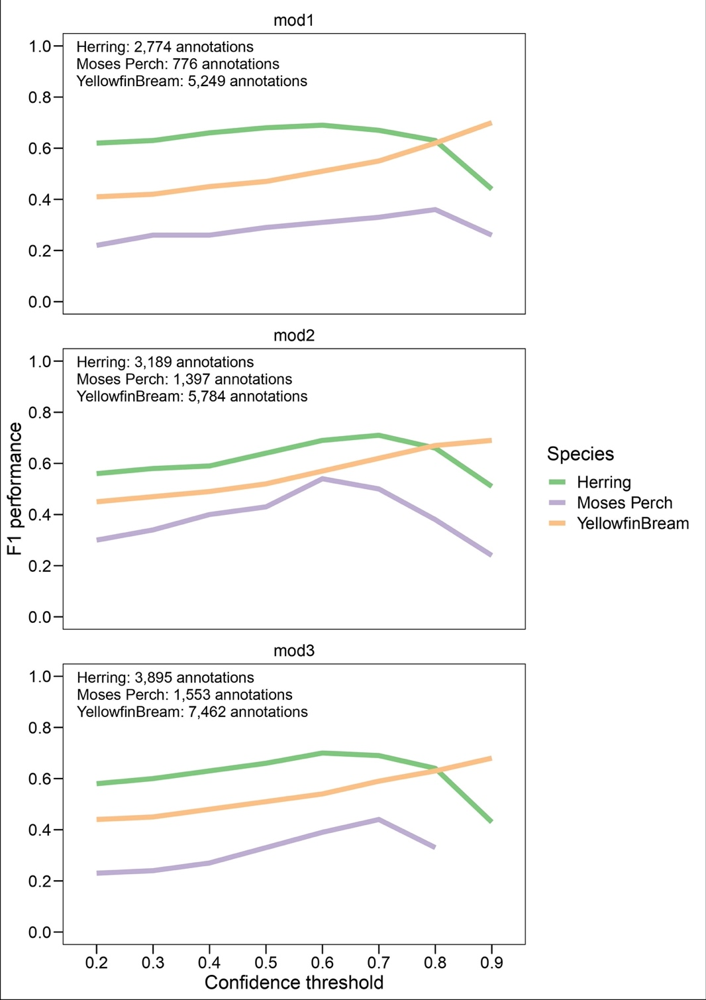 mod1
1.0
Herring: 2,774 annotations
Moses Perch: 776 annotations
YellowfinBream: 5,249 annotations
0.8
0.6
0.4
0.2
0.0
mod2
1.0
Herring: 3,189 annotations
Moses Perch: 1,397 annotations
YellowfinBream: 5,784 annotations
0.8
0.6
0.4
0.2
0.0
F1 performance
Species
Herring
Moses Perch
YellowfinBream
mod3
1.0
Herring: 3,895 annotations
Moses Perch: 1,553 annotations
YellowfinBream: 7,462 annotations
0.8
0.6
0.4
0.2
0.0
0.2 0.3 0.4 0.5 0.6 0.7 0.8 0.9
Confidence threshold